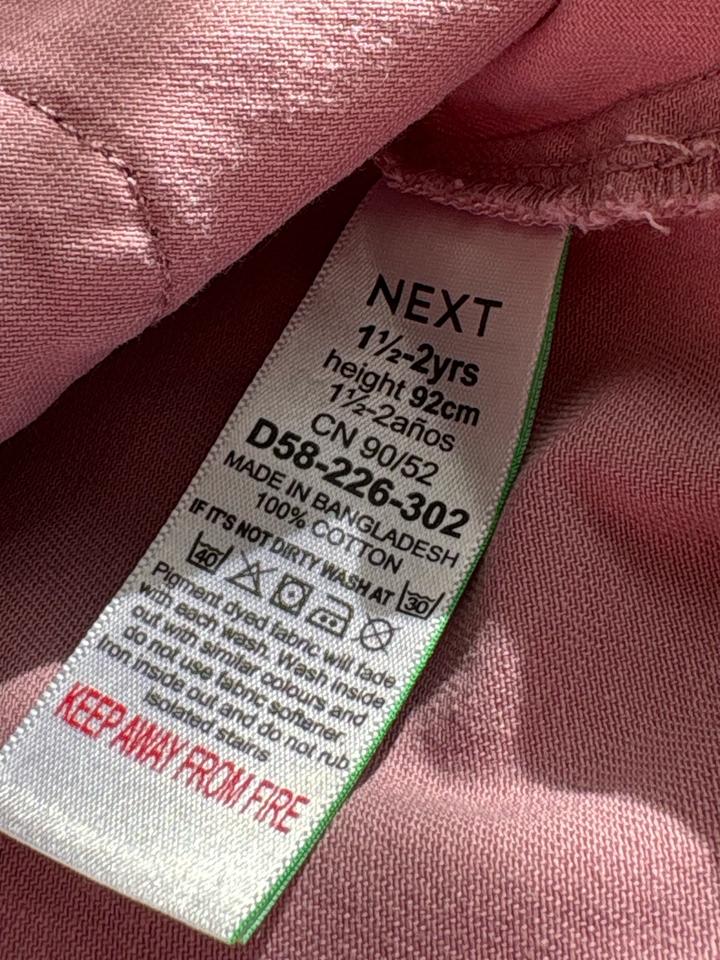 NEXT
1½-2yrs
height 92cm
1½-2años
CN 90/52
D58-226-302
MADE IN BANGLADESH
100% COTTON
IF IT'S NOT DIRTY WASH AT 30
40
Pigment dyed fabric will fade
with each wash. Wash inside
out with similar colours and
do not use fabric softener.
Iron inside out and do not rub
isolated stains
KEEP AWAY FROM FIRE